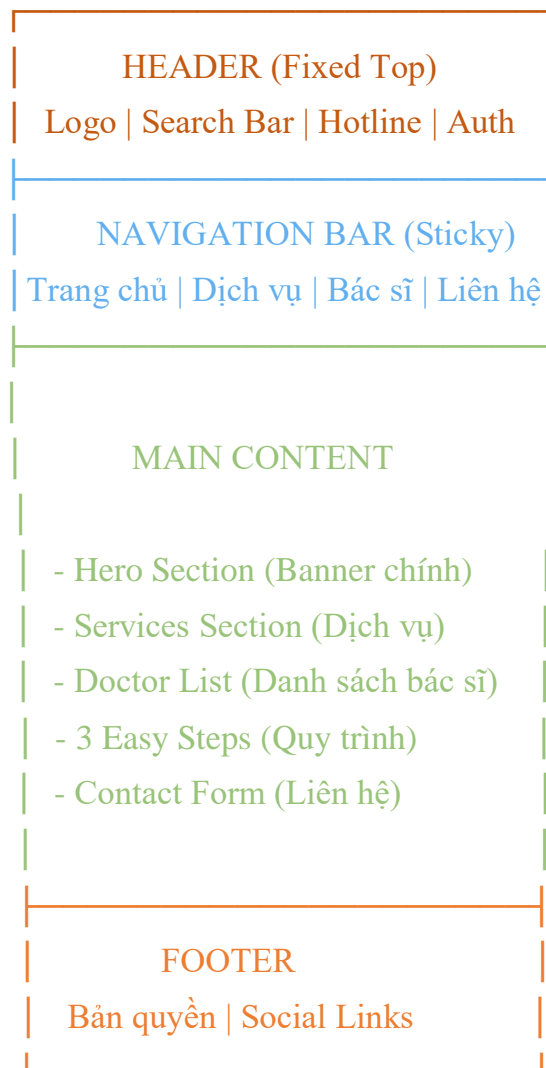 HEADER (Fixed Top)
Logo | Search Bar | Hotline | Auth
NAVIGATION BAR (Sticky)
Trang chủ | Dịch vụ | Bác sĩ | Liên hệ
MAIN CONTENT
- Hero Section (Banner chính)
- Services Section (Dịch vụ)
- Doctor List (Danh sách bác sĩ)
- 3 Easy Steps (Quy trình)
- Contact Form (Liên hệ)
FOOTER
Bản quyền | Social Links